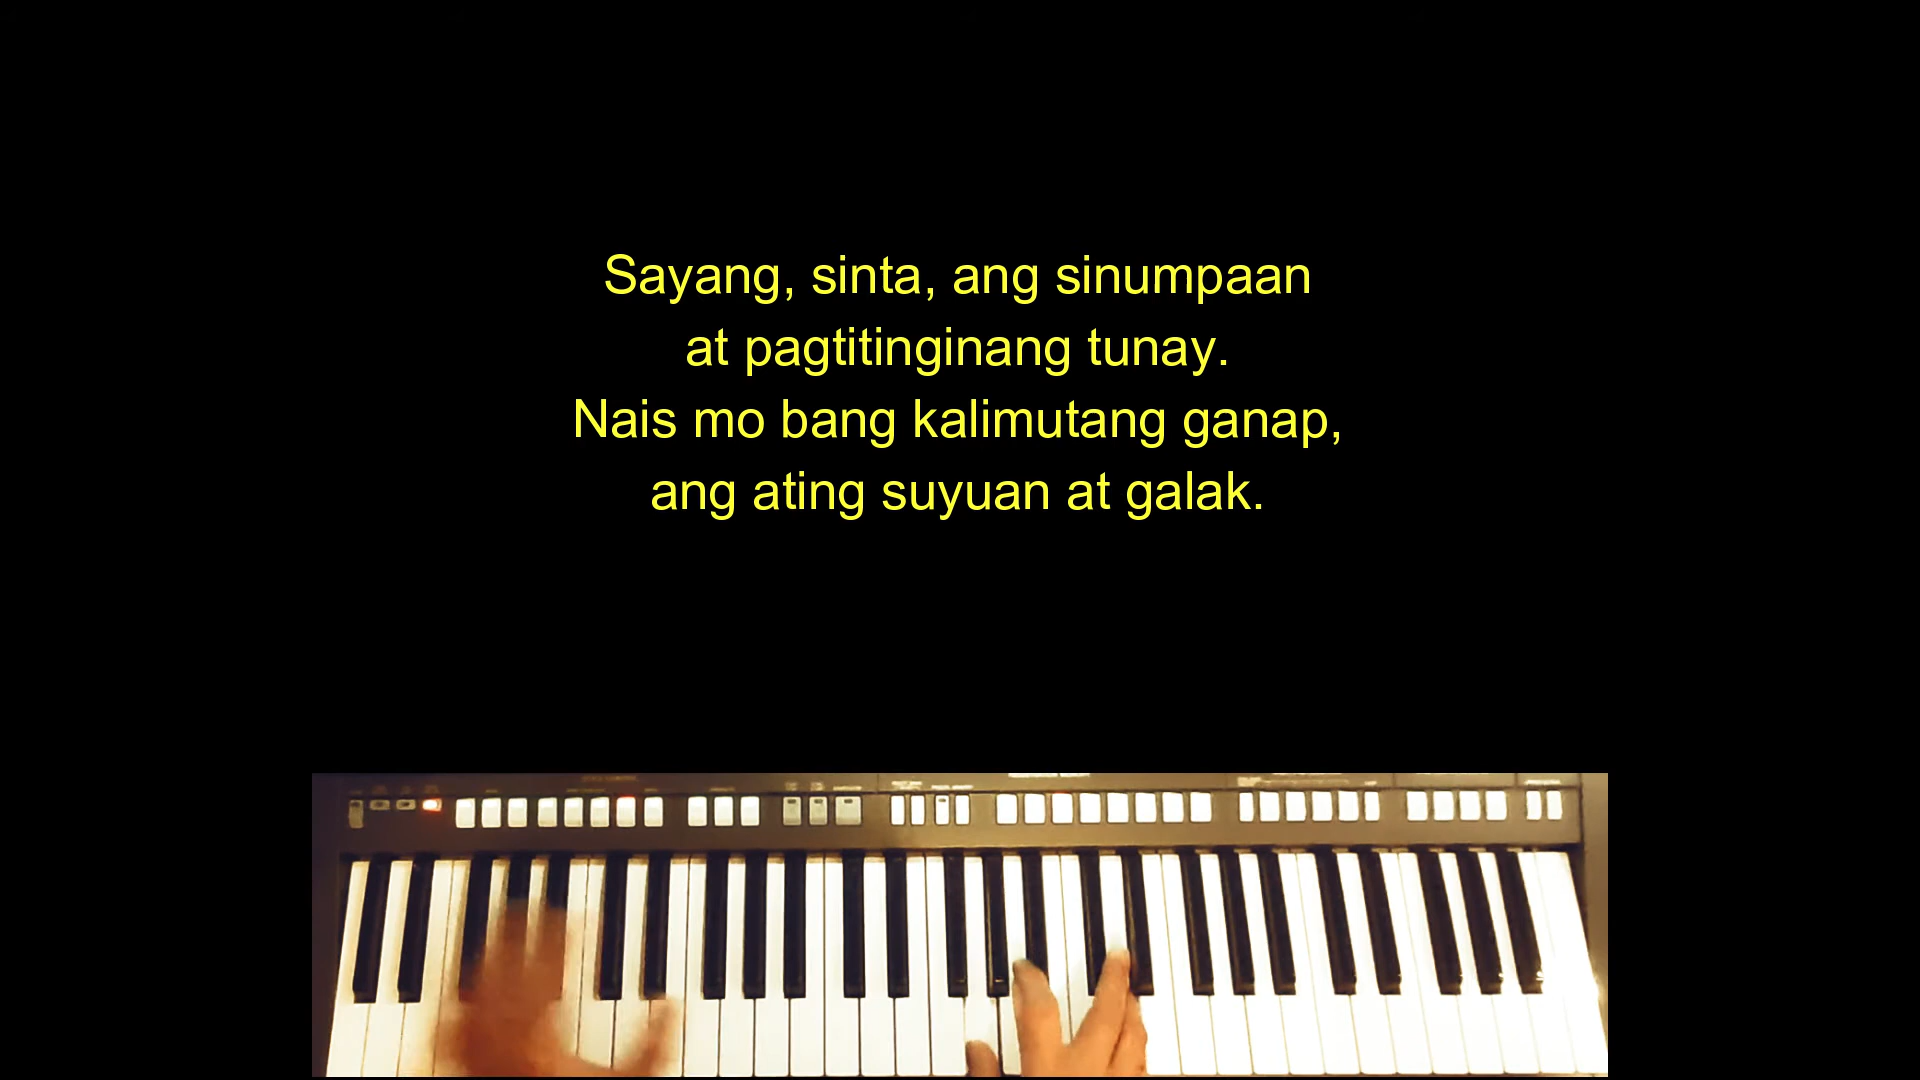 Sayang, sinta, ang sinumpaan
at pagtitinginang tunay.
Nais mo bang kalimutang ganap,
ang ating suyuan at galak.